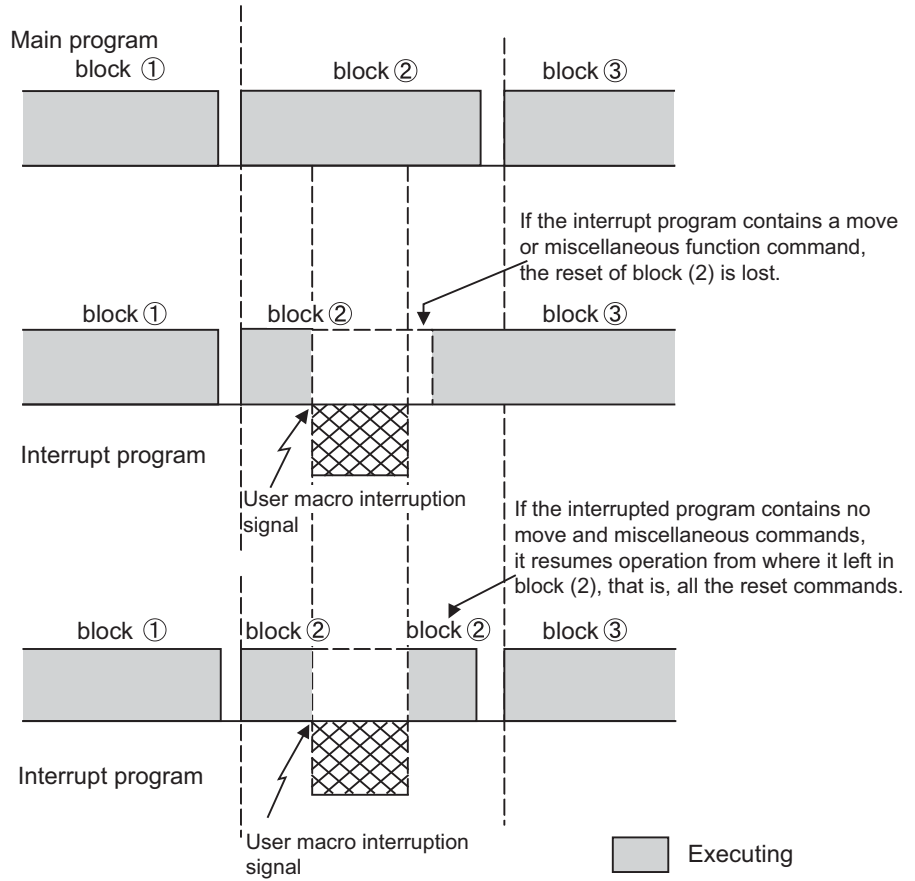 Main program
block ①
block ②
block ③
If the interrupt program contains a move
or miscellaneous function command,
the reset of block (2) is lost.
block ①
block ②
block ③
Interrupt program
User macro interruption
signal
If the interrupted program contains no
move and miscellaneous commands,
it resumes operation from where it left in
block (2), that is, all the reset commands.
block ①
block ②
block ②
block ③
Interrupt program
User macro interruption
signal
Executing